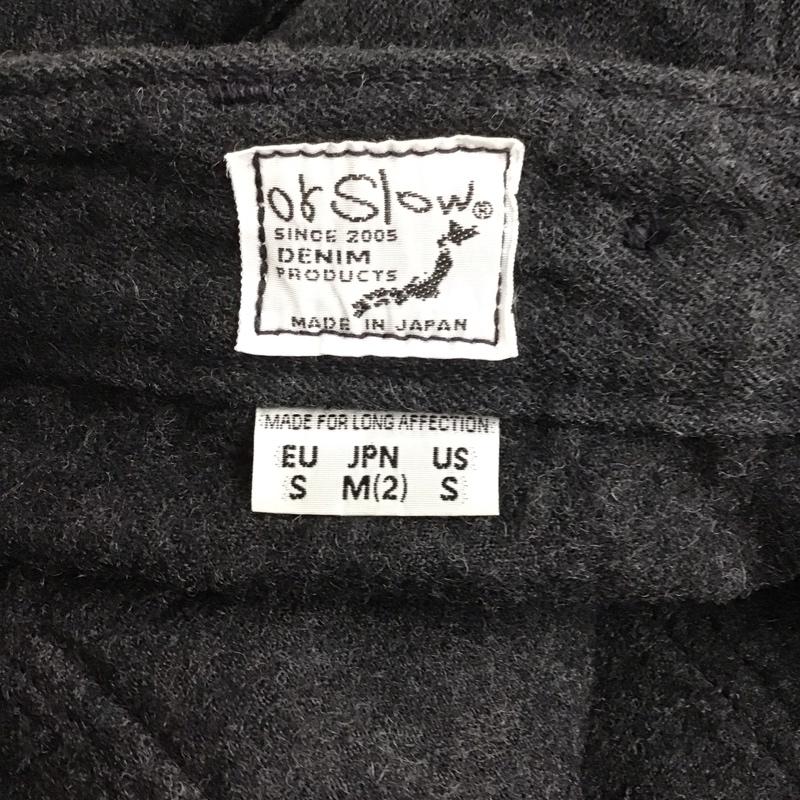 orSlow®
SINCE 2005
DENIM
PRODUCTS
MADE IN JAPAN
MADE FOR LONG AFFECTION
EU JPN US
S M(2) S